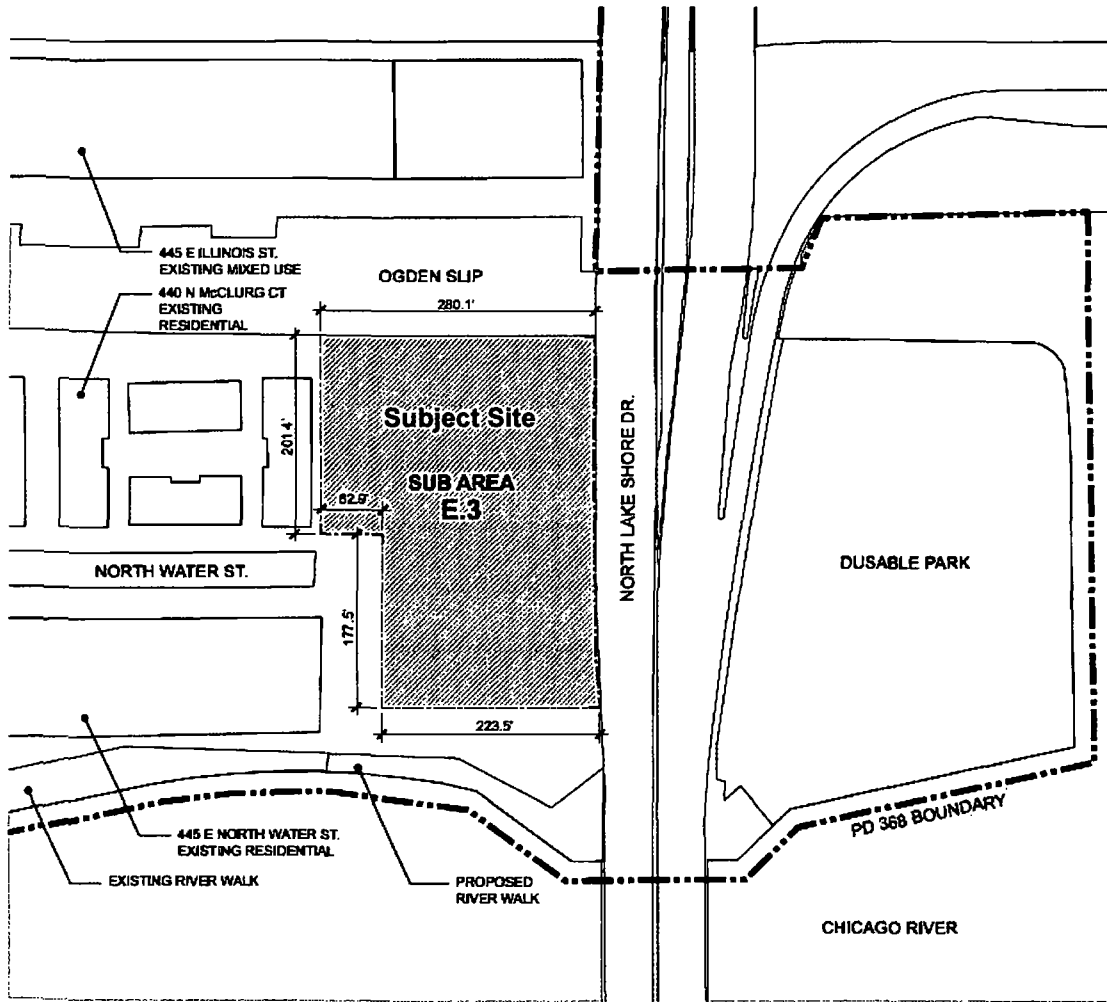 445 E ILLINOIS ST.
EXISTING MIXED USE
440 N McCLURG CT
EXISTING
RESIDENTIAL
OGDEN SLIP
280.1'
201.4'
Subject Site
SUB AREA
E.3
62.9'
NORTH WATER ST.
177.5'
223.5'
NORTH LAKE SHORE DR.
DUSABLE PARK
PD 368 BOUNDARY
445 E NORTH WATER ST.
EXISTING RESIDENTIAL
EXISTING RIVER WALK
PROPOSED
RIVER WALK
CHICAGO RIVER